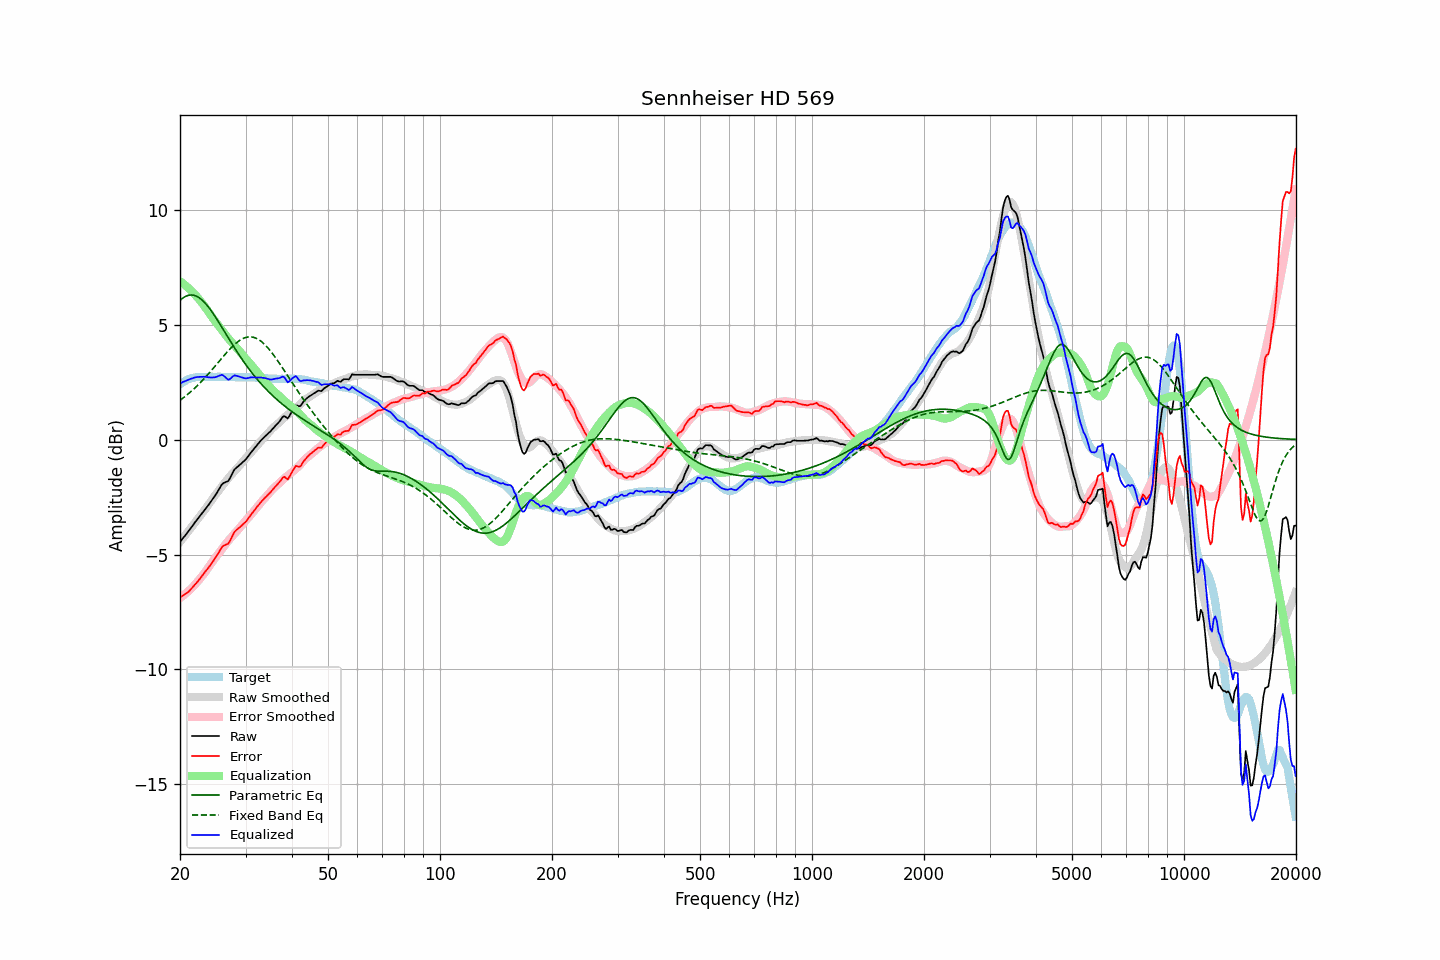 Sennheiser HD 569
Amplitude (dBr)
10
5
0
−5
−10
−15
Target
Raw Smoothed
Error Smoothed
Raw
Error
Equalization
Parametric Eq
Fixed Band Eq
Equalized
20 50 100 200 500 1000 2000 5000 10000 20000
Frequency (Hz)